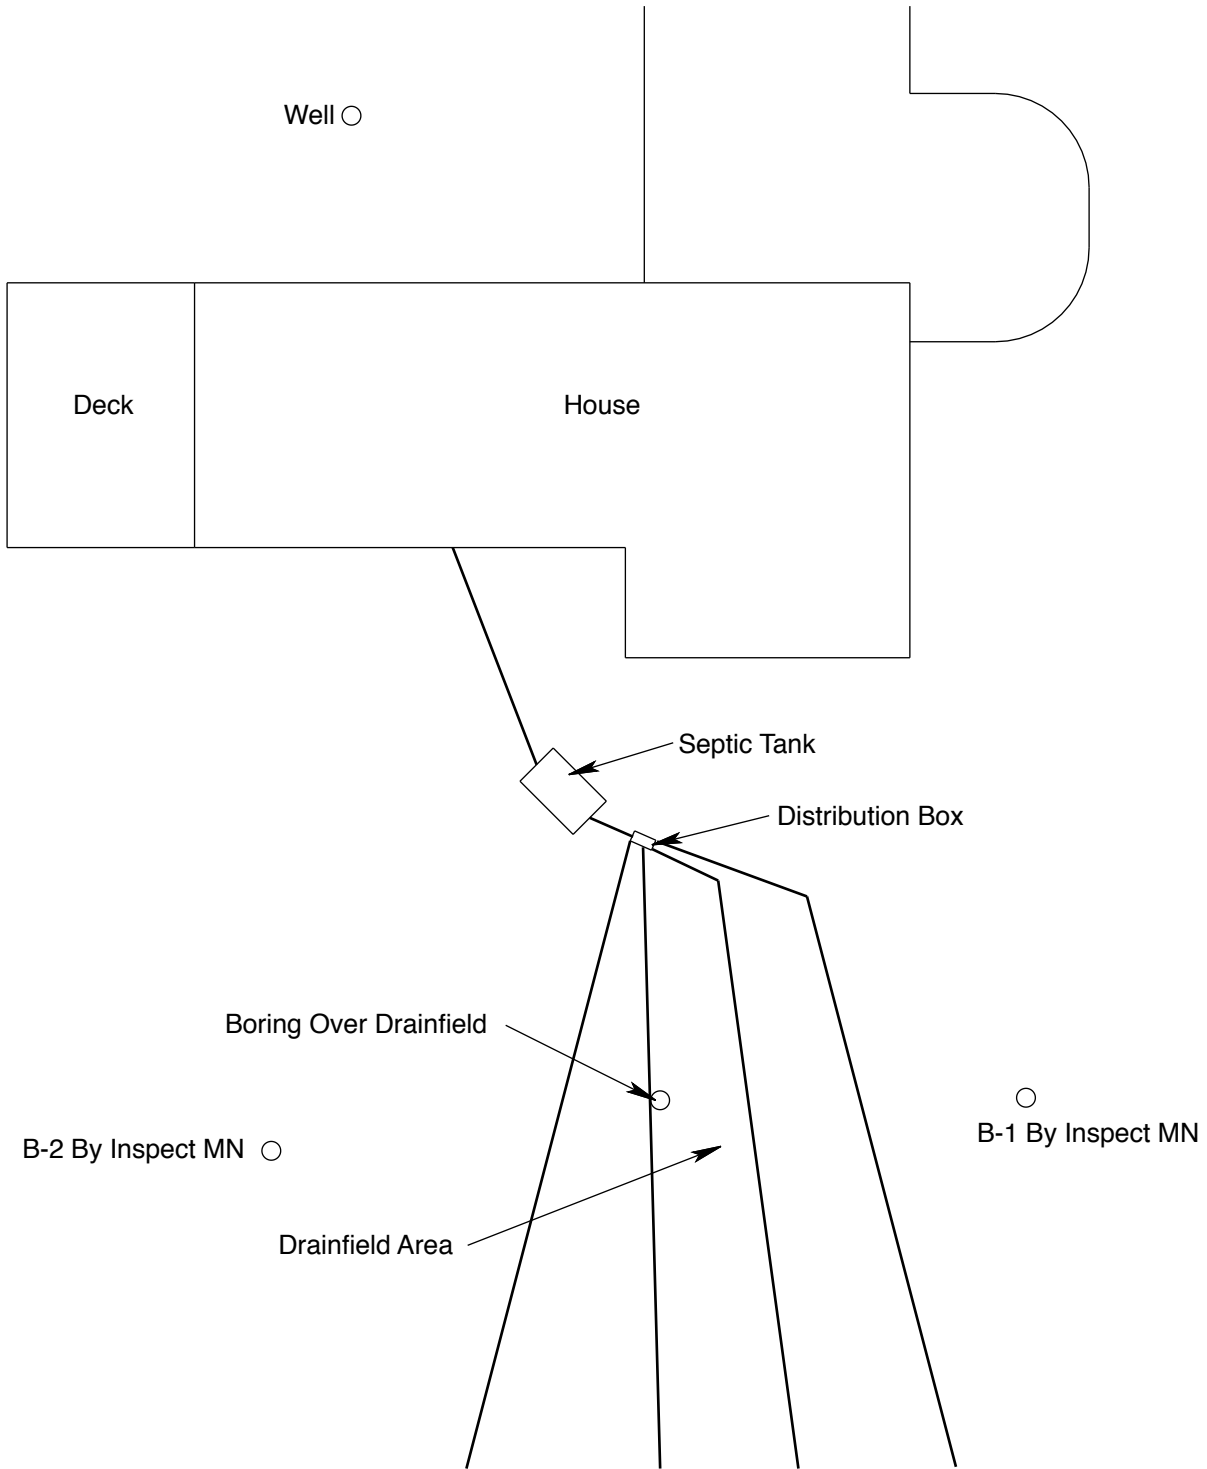 Well
Deck
House
Septic Tank
Distribution Box
Boring Over Drainfield
B-1 By Inspect MN
B-2 By Inspect MN
Drainfield Area